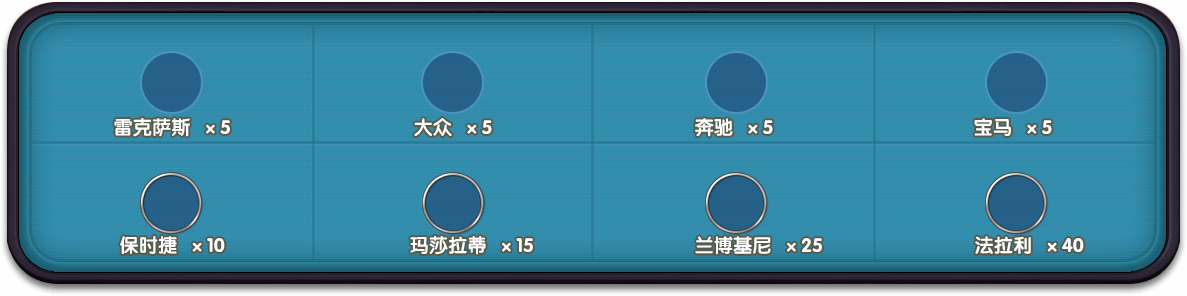 雷克萨斯 ×5
大众 ×5
奔驰 ×5
宝马 ×5
保时捷 ×10
玛莎拉蒂 ×15
兰博基尼 ×25
法拉利 ×40